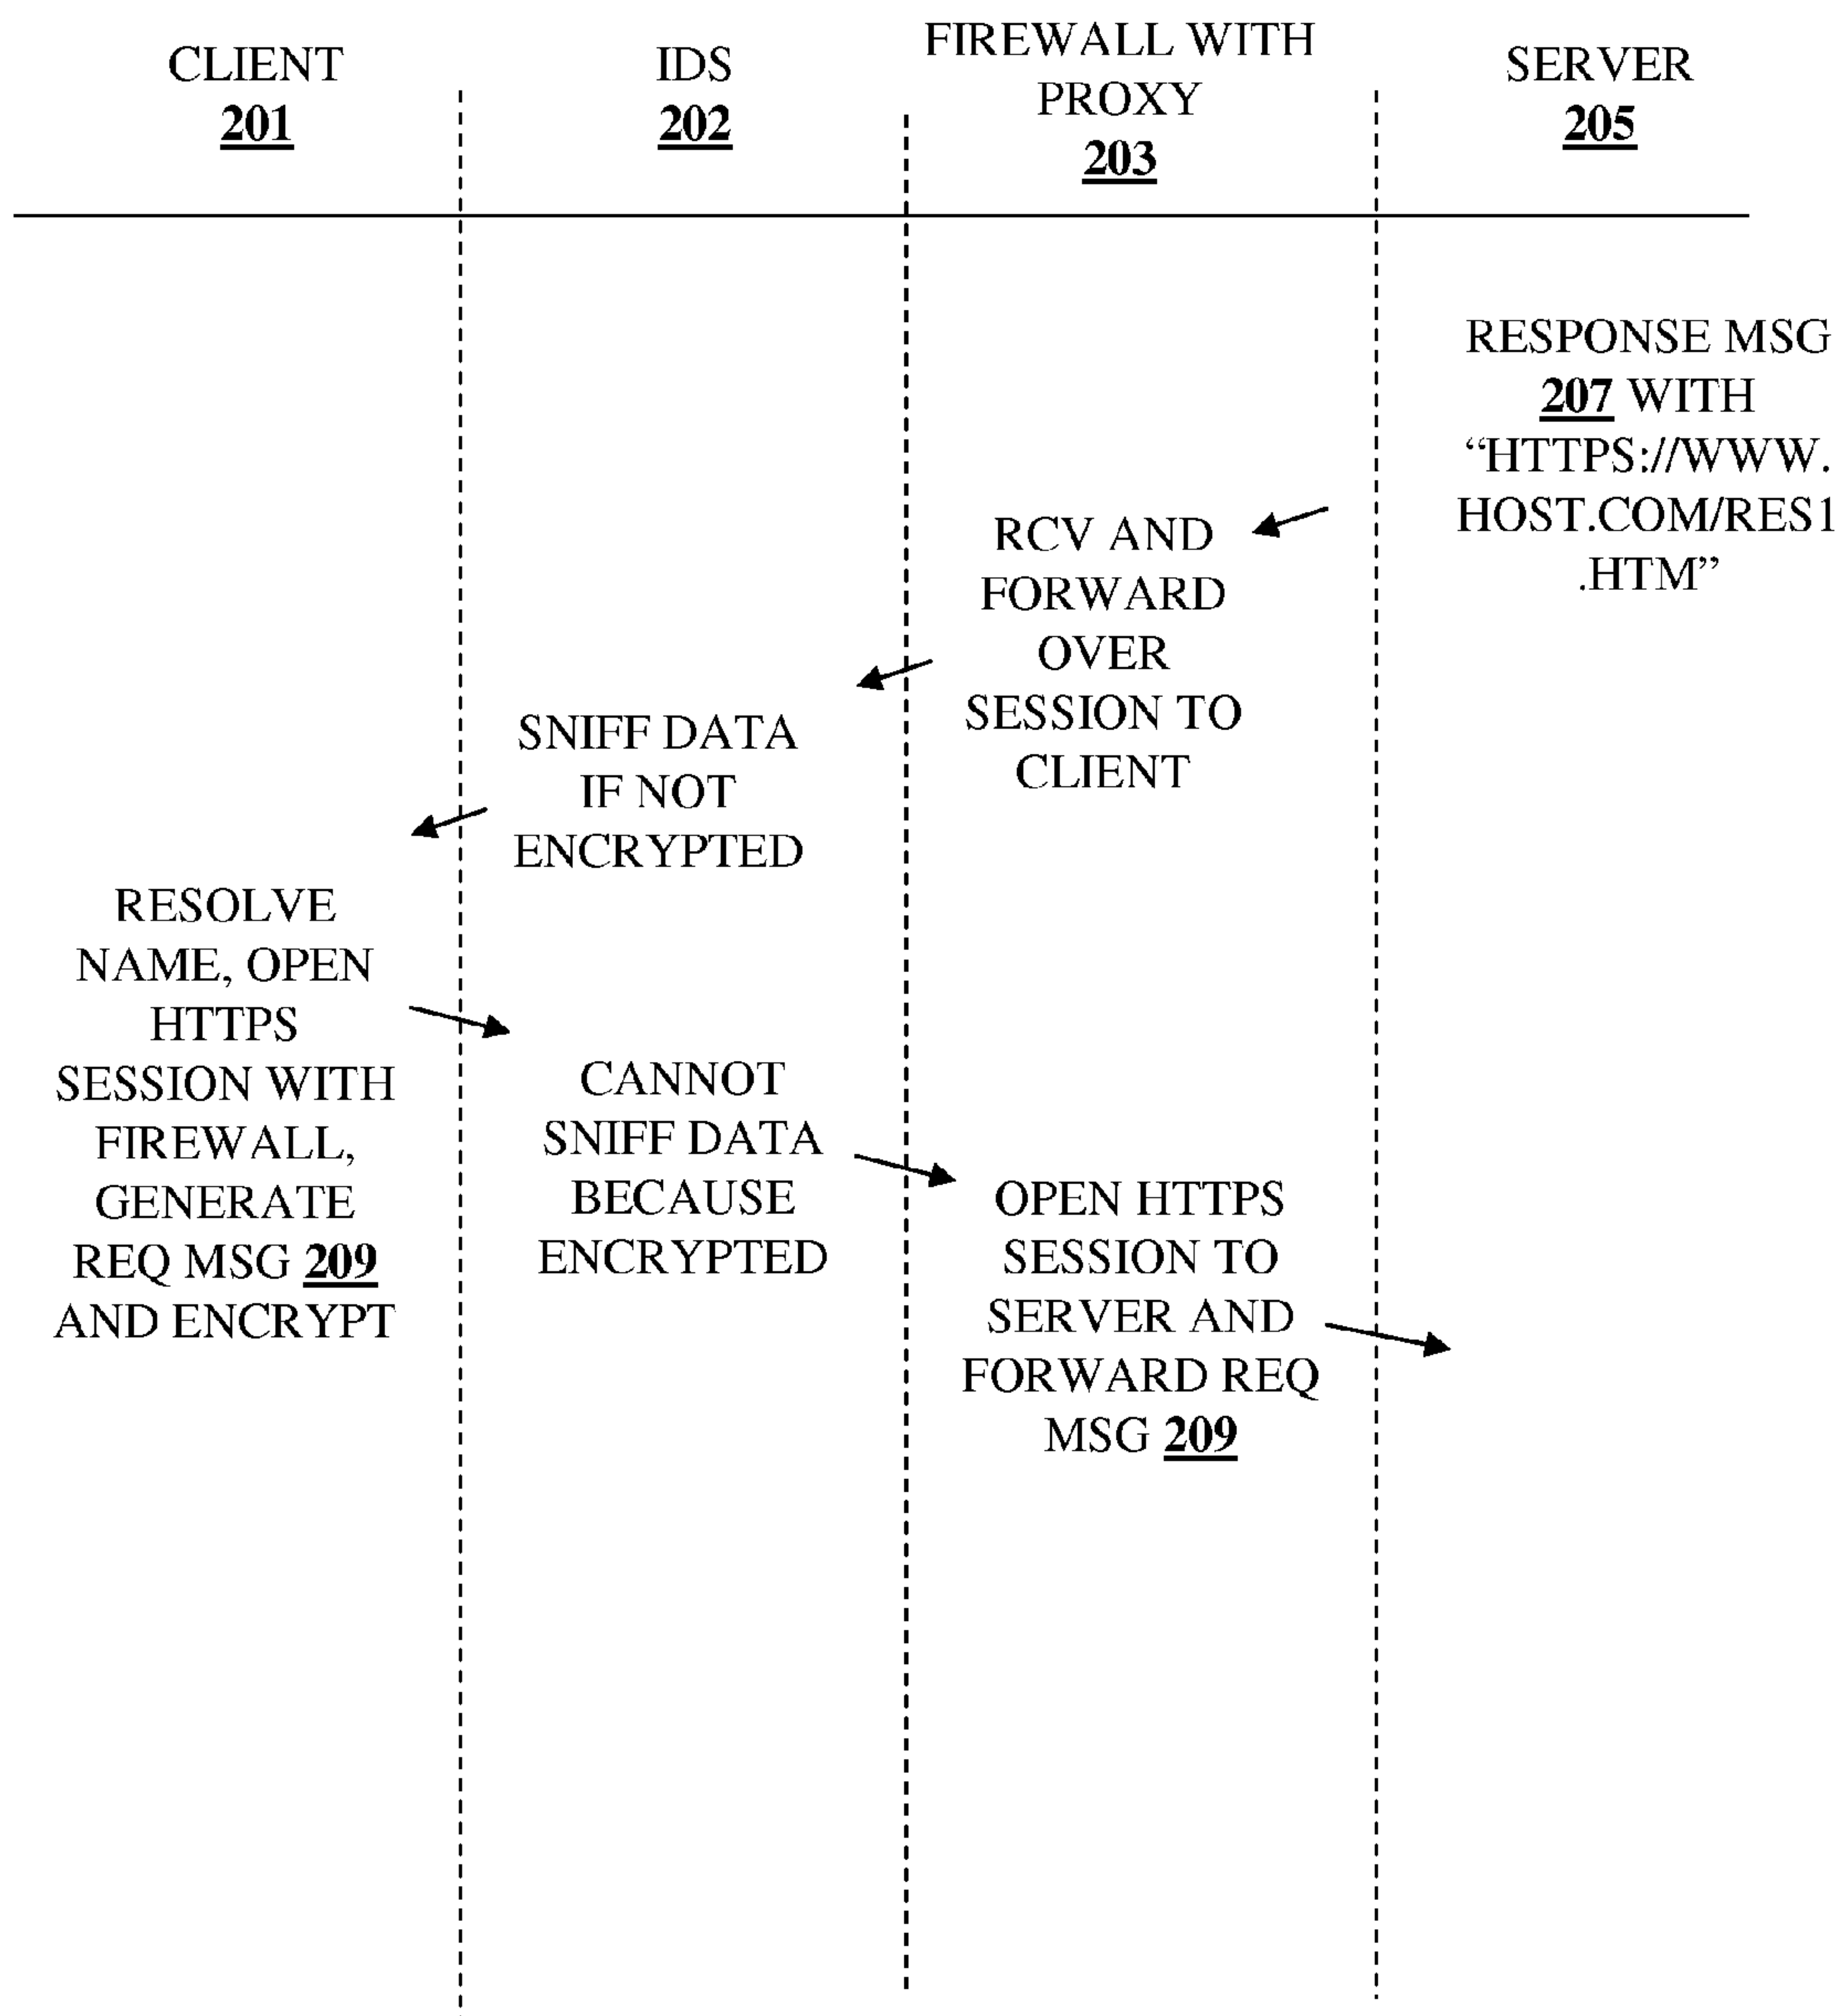 CLIENT
201
IDS
202
FIREWALL WITH
PROXY
203
SERVER
205
RESPONSE MSG
207 WITH
“HTTPS://WWW.
HOST.COM/RES1
.HTM”
RCV AND
FORWARD
OVER
SESSION TO
CLIENT
SNIFF DATA
IF NOT
ENCRYPTED
RESOLVE
NAME, OPEN
HTTPS
SESSION WITH
FIREWALL,
GENERATE
REQ MSG 209
AND ENCRYPT
CANNOT
SNIFF DATA
BECAUSE
ENCRYPTED
OPEN HTTPS
SESSION TO
SERVER AND
FORWARD REQ
MSG 209